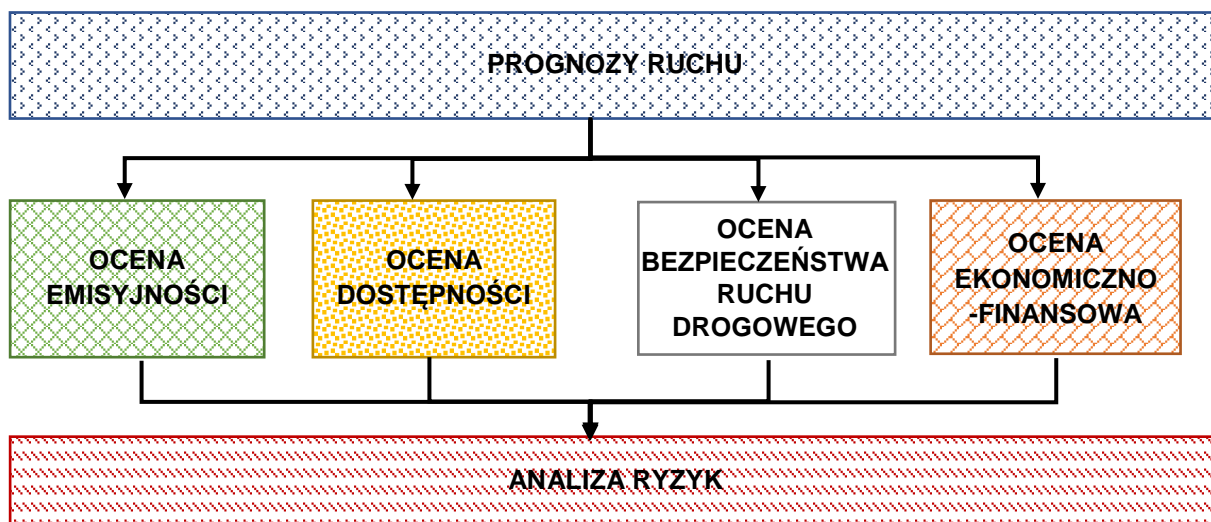 PROGNOZY RUCHU
OCENA
EMISYJNOŚCI
OCENA
DOSTĘPNOŚCI
OCENA
BEZPIECZEŃSTWA
RUCHU
DROGOWEGO
OCENA
EKONOMICZNO
-FINANSOWA
ANALIZA RYZYK